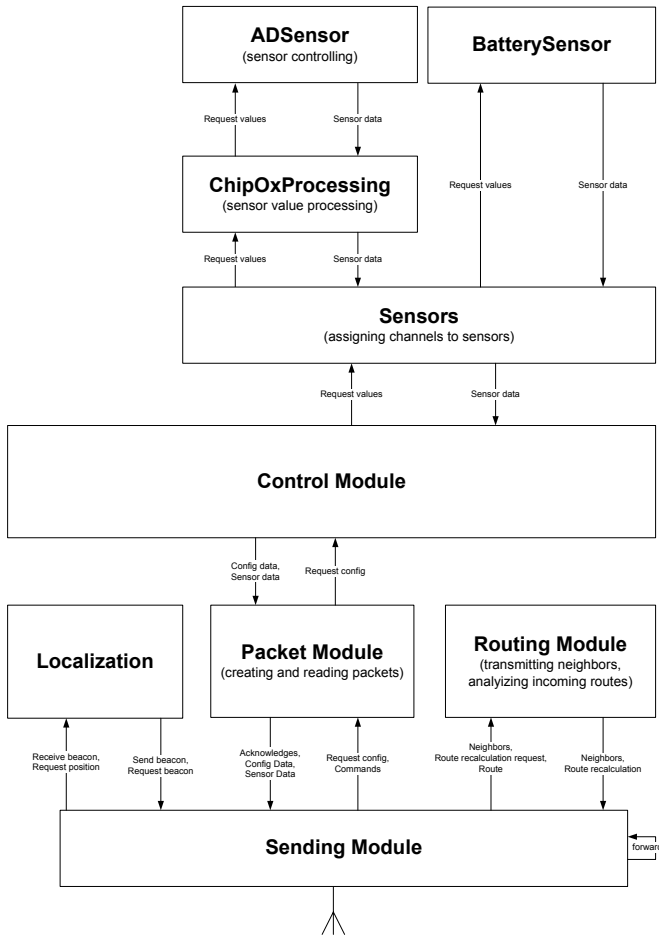 ADSensor
(sensor controlling)
BatterySensor
Request values
Sensor data
ChipOxProcessing
(sensor value processing)
Request values
Sensor data
Request values
Sensor data
Sensors
(assigning channels to sensors)
Request values
Sensor data
Control Module
Config data,
Sensor data
Request config
Localization
Packet Module
(creating and reading packets)
Routing Module
(transmitting neighbors,
analyizing incoming routes)
Receive beacon,
Request position
Send beacon,
Request beacon
Acknowledges,
Config Data,
Sensor Data
Request config,
Commands
Neighbors,
Route recalculation request,
Route
Neighbors,
Route recalculation
Sending Module
forward